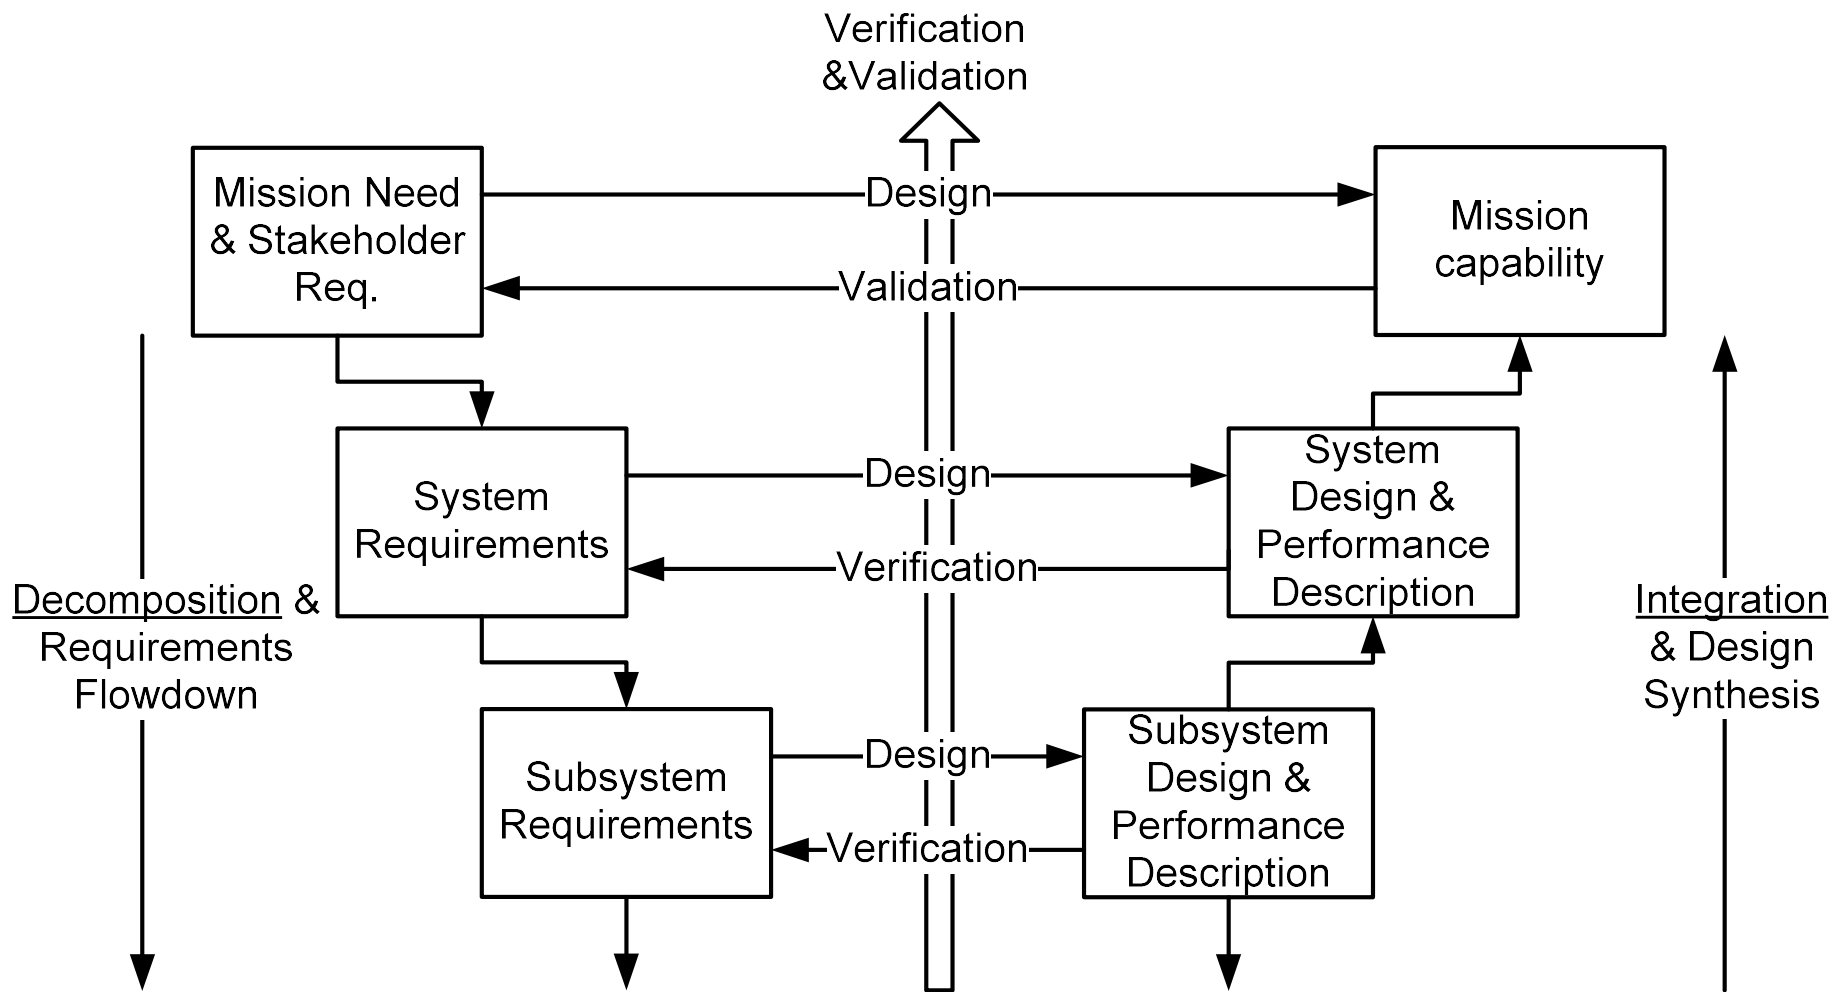 Verification
&Validation
Mission Need
& Stakeholder
Req.
Design
Validation
Mission
capability
System
Requirements
Design
Verification
System
Design &
Performance
Description
Decomposition &
Requirements
Flowdown
Integration
& Design
Synthesis
Subsystem
Requirements
Design
Verification
Subsystem
Design &
Performance
Description